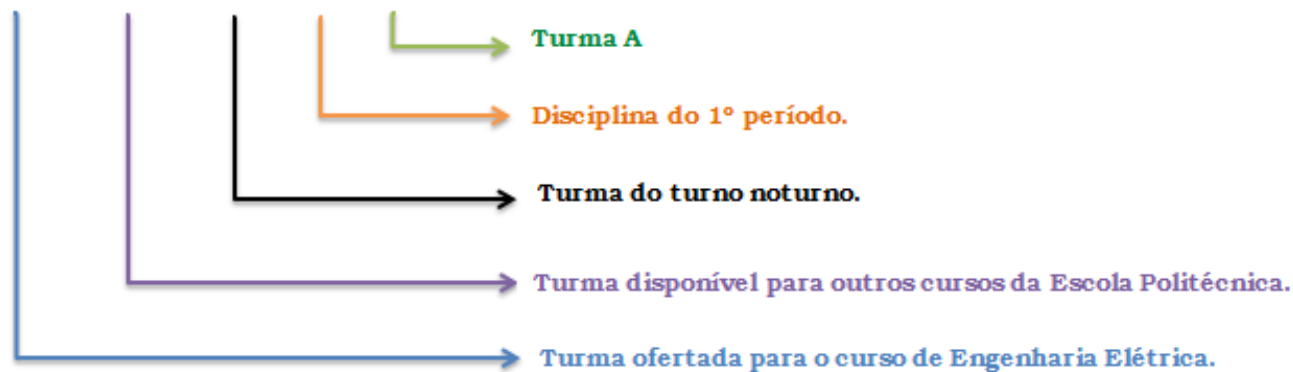 Turma A
Disciplina do 1º período.
Turma do turno noturno.
Turma disponível para outros cursos da Escola Politécnica.
Turma ofertada para o curso de Engenharia Elétrica.